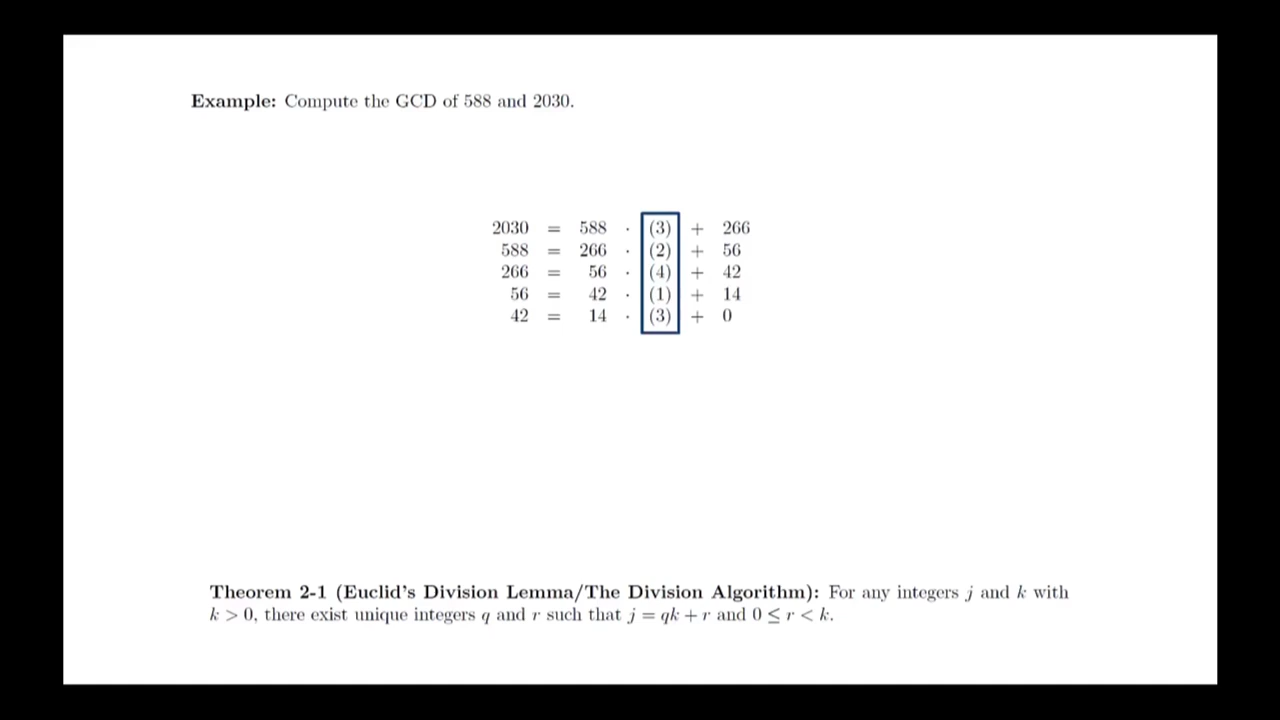 Example: Compute the GCD of 588 and 2030.
2030 = 588 · (3) + 266
588 = 266 · (2) + 56
266 = 56 · (4) + 42
56 = 42 · (1) + 14
42 = 14 · (3) + 0
Theorem 2-1 (Euclid's Division Lemma/The Division Algorithm): For any integers j and k with
k > 0, there exist unique integers q and r such that j = qk + r and 0 ≤ r < k.